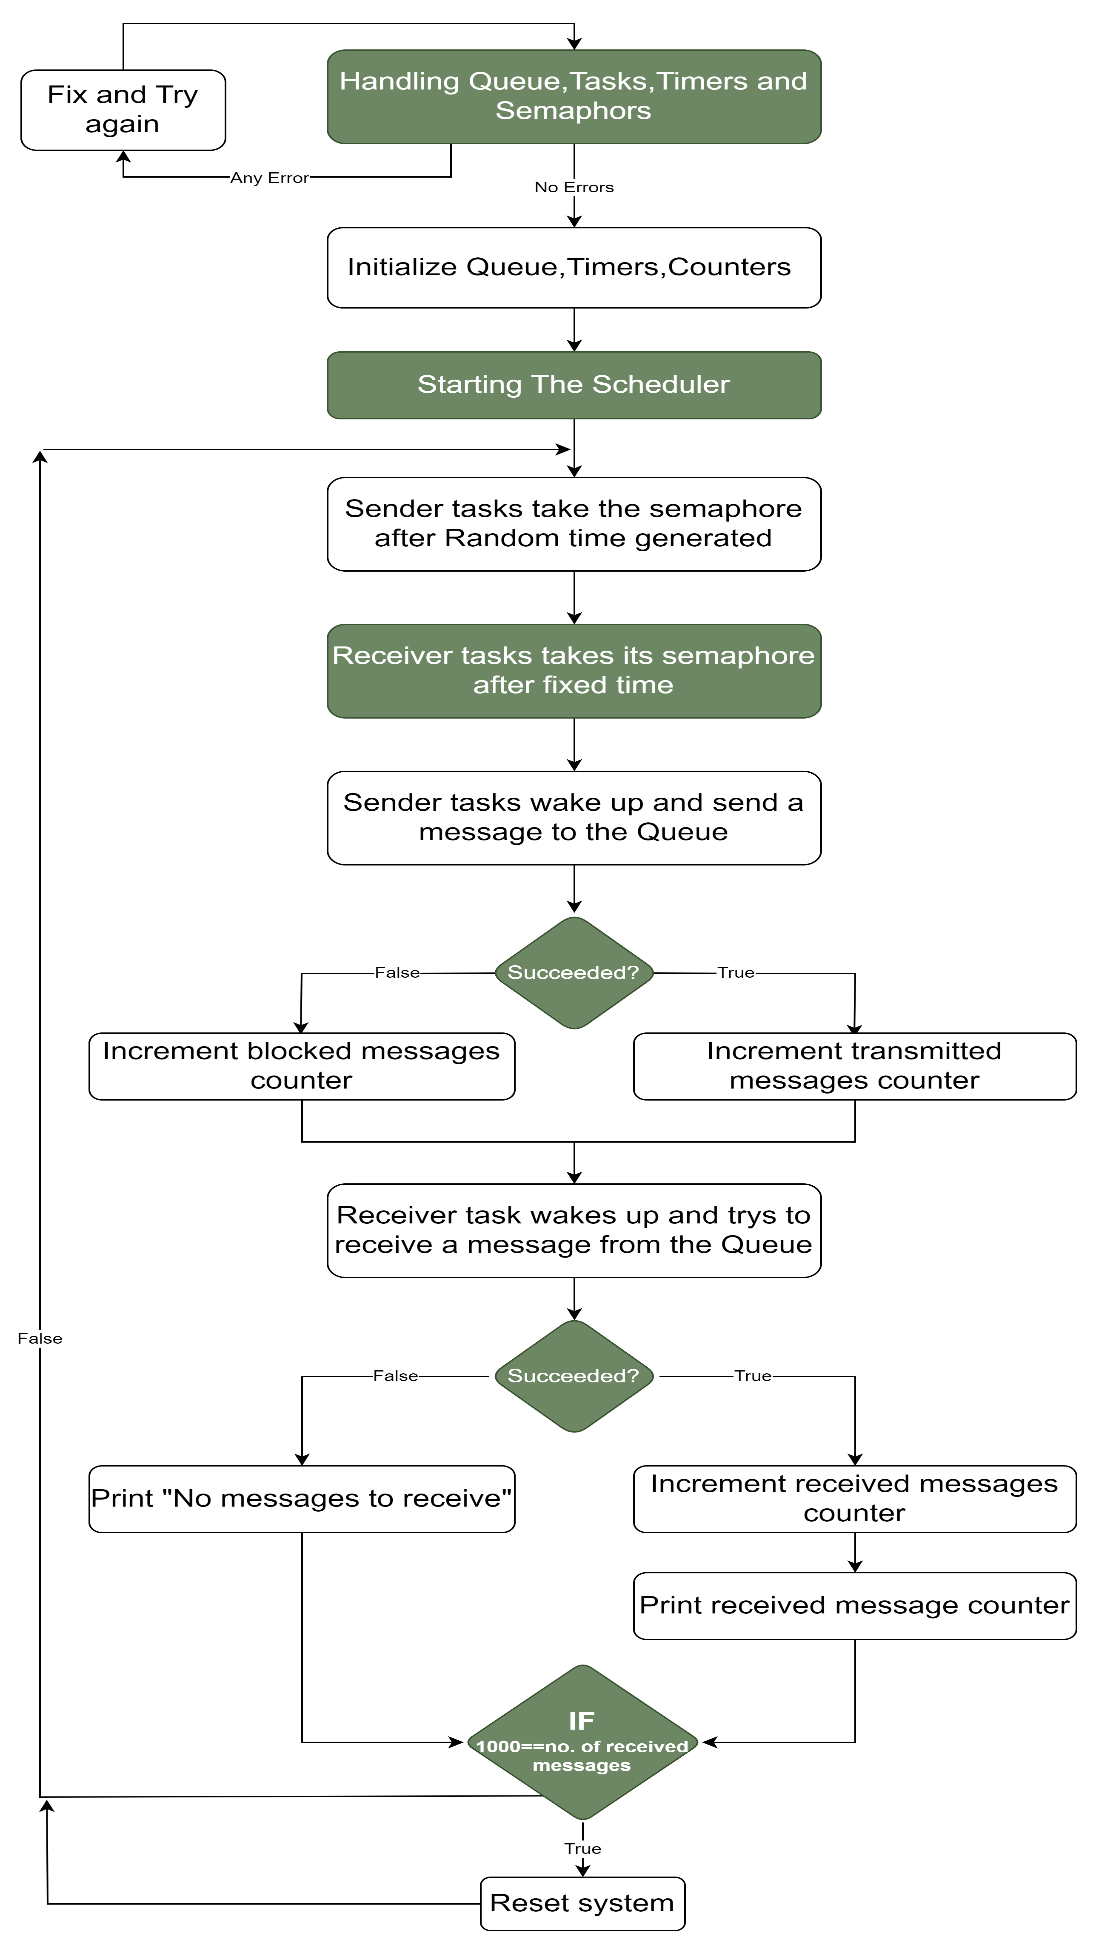 Handling Queue,Tasks,Timers and
Semaphors
Fix and Try
again
Any Error
No Errors
Initialize Queue,Timers,Counters
Starting The Scheduler
Sender tasks take the semaphore
after Random time generated
Receiver tasks takes its semaphore
after fixed time
Sender tasks wake up and send a
message to the Queue
Succeeded?
False
True
Increment blocked messages
counter
Increment transmitted
messages counter
Receiver task wakes up and trys to
receive a message from the Queue
False
Succeeded?
False
True
Print "No messages to receive"
Increment received messages
counter
Print received message counter
IF
1000==no. of received
messages
True
Reset system